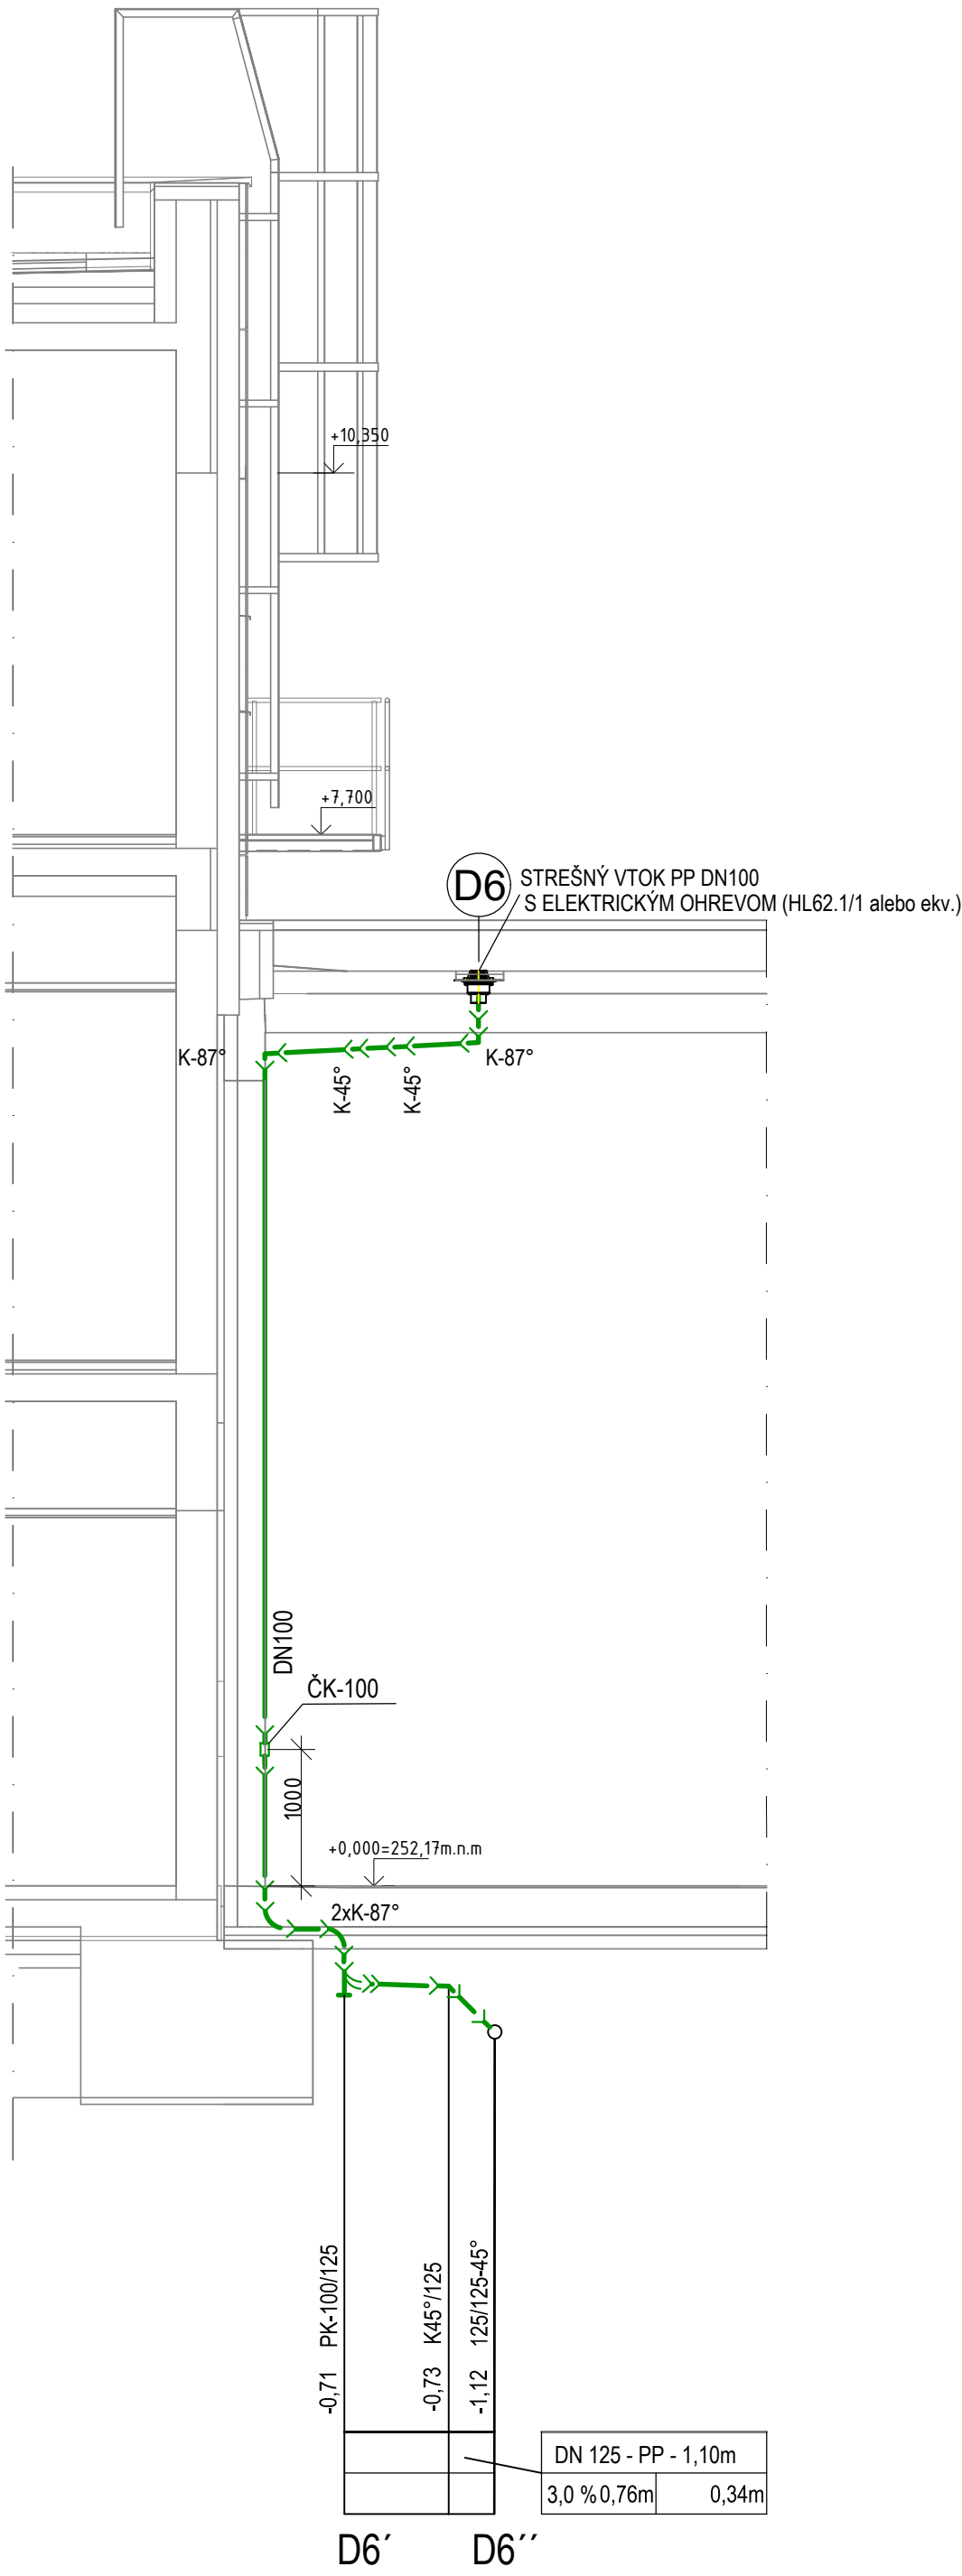 +10,350
+7,700
D6
STREŠNÝ VTOK PP DN100
S ELEKTRICKÝM OHREVOM (HL62.1/1 alebo ekv.)
K-87°
K-45°
K-45°
K-87°
DN100
ČK-100
1000
+0,000=252,17m.n.m
2xK-87°
-0,71 PK-100/125
-0,73 K45°/125
-1,12 125/125-45°
DN 125 - PP - 1,10m
3,0 % 0,76m 0,34m
D6´ D6´´